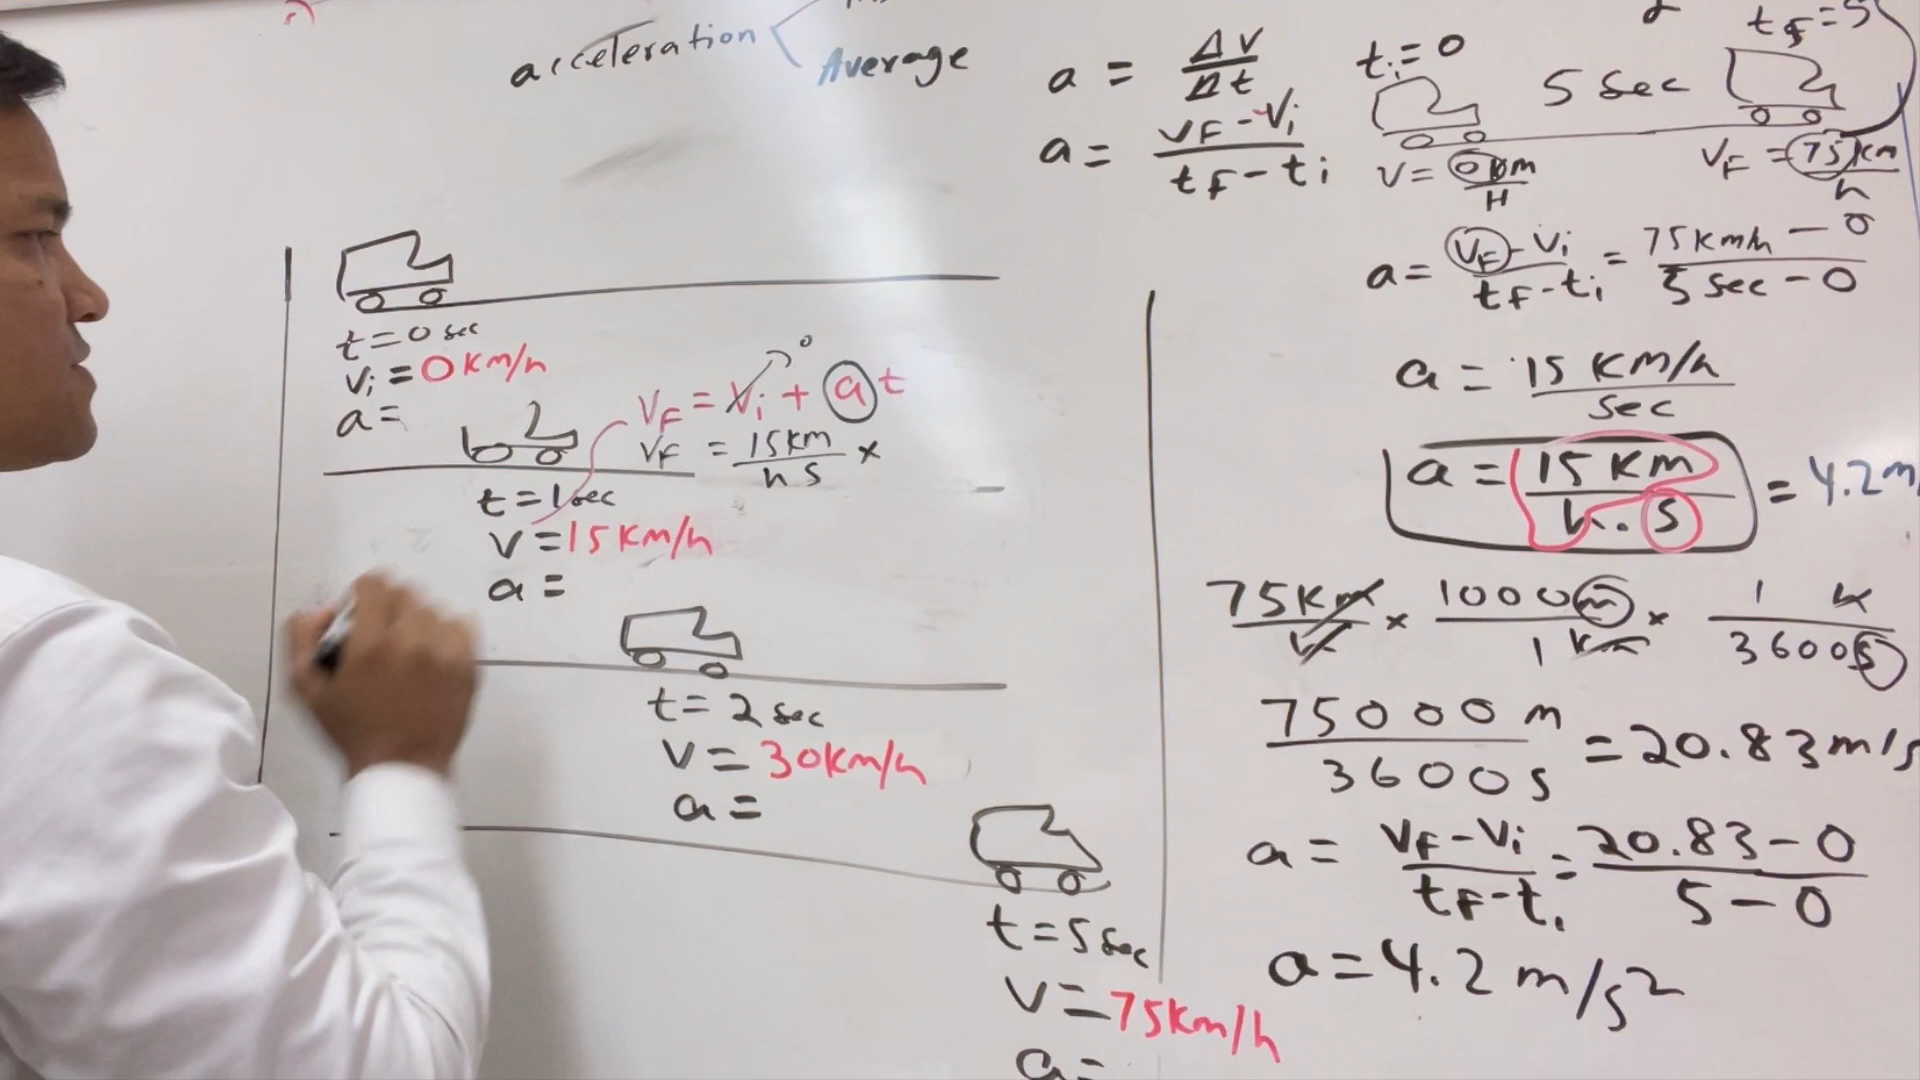 acceleration
Average
a = ΔV/Δt
a = (VF - Vi)/(tF - ti)
ti = 0
5 Sec
tF = 5
V = 0 km/H
VF = 75 km/h
a = (VF - Vi)/(tF - ti) = (75 km/h - 0)/(5 sec - 0)
a = 15 KM/h/sec
a = 15 KM/(h.s) = 4.2 m/
75 km/h × 1000 m/1 km × 1 h/3600 s
75000 m/3600 s = 20.83 m/s
a = (VF - Vi)/(tF - ti) = (20.83 - 0)/(5 - 0)
a = 4.2 m/s²
t = 0 sec
Vi = 0 KM/h
a =
VF = Vi + a t
0
VF = 15 km/(h s) ×
t = 1 sec
V = 15 KM/h
a =
t = 2 sec
V = 30 KM/h
a =
t = 5 sec
V = 75 km/h
a =